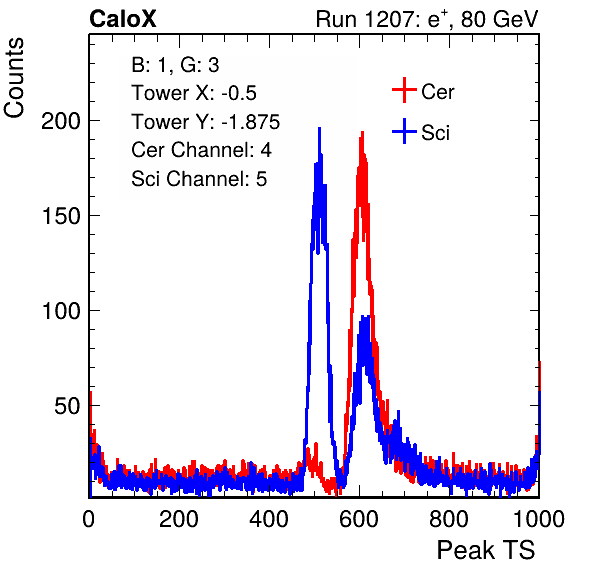 CaloX Run 1207: e⁺, 80 GeV
Counts
B: 1, G: 3
Tower X: -0.5
Tower Y: -1.875
Cer Channel: 4
Sci Channel: 5
Cer
Sci
200
150
100
50
0 200 400 600 800 1000
Peak TS